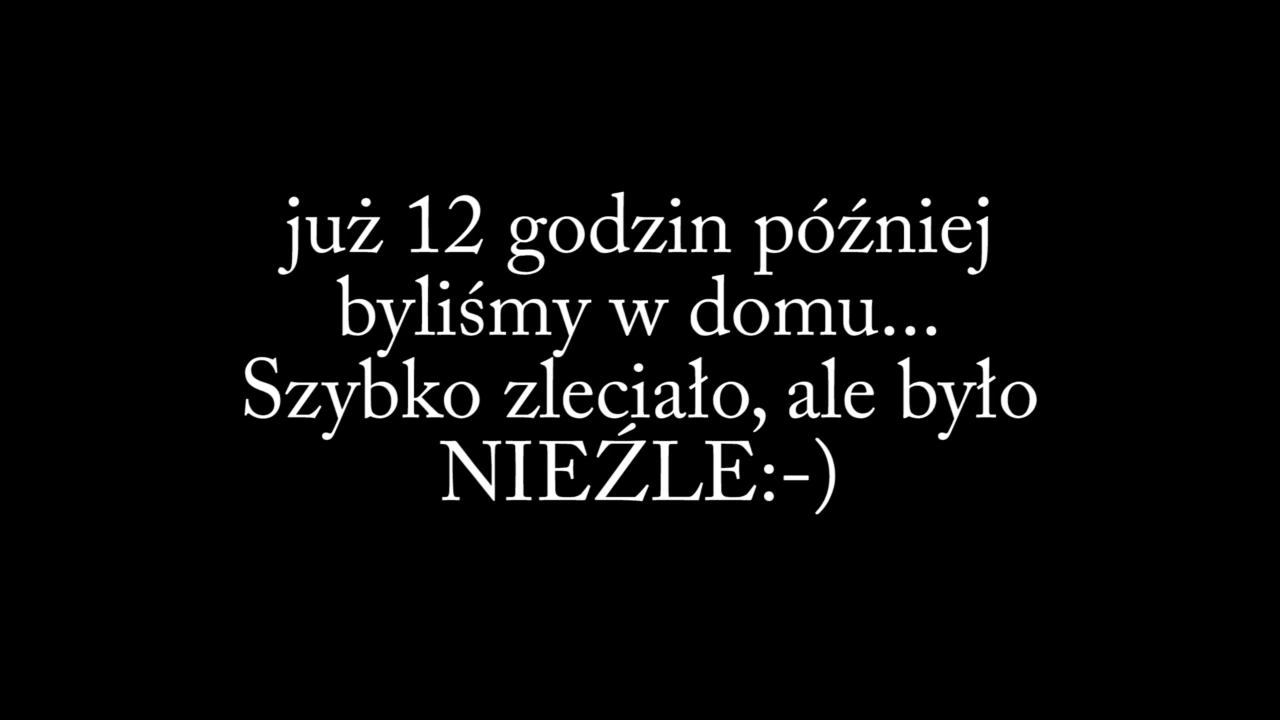 już 12 godzin później
byliśmy w domu...
Szybko zleciało, ale było
NIEŹLE:-)